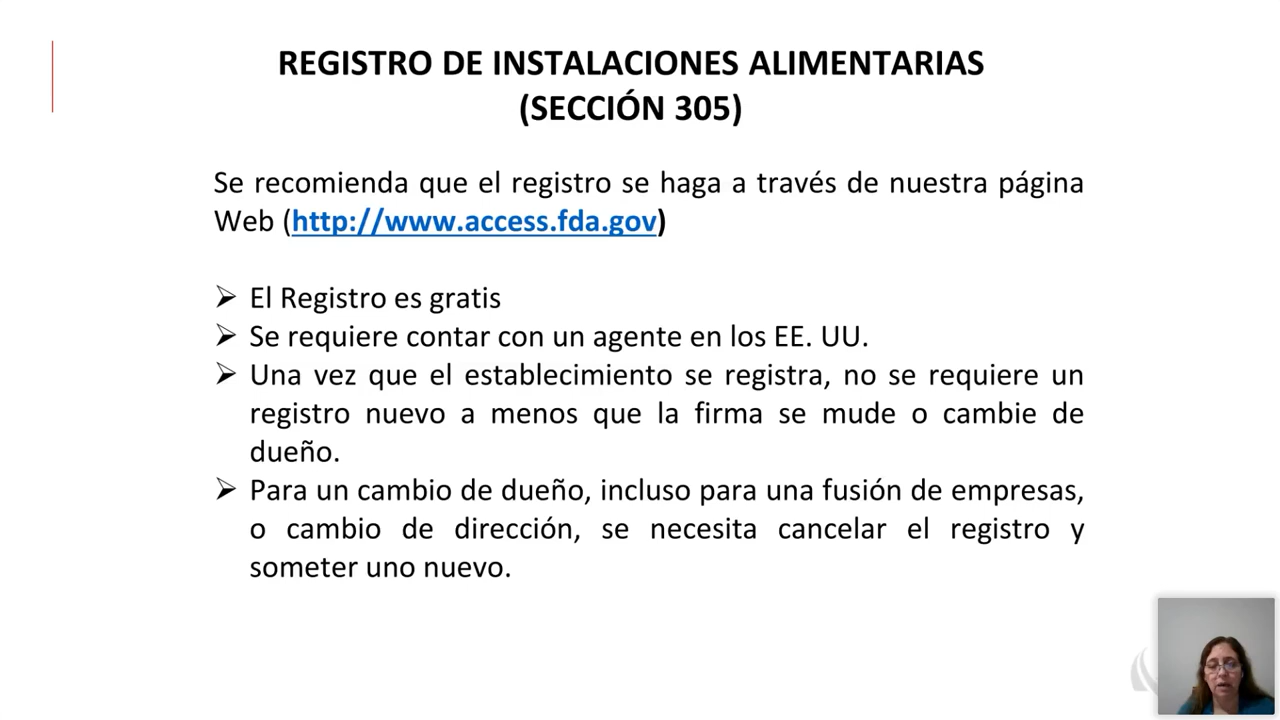 REGISTRO DE INSTALACIONES ALIMENTARIAS
(SECCIÓN 305)
Se recomienda que el registro se haga a través de nuestra página
Web (http://www.access.fda.gov)
➢ El Registro es gratis
➢ Se requiere contar con un agente en los EE. UU.
➢ Una vez que el establecimiento se registra, no se requiere un
registro nuevo a menos que la firma se mude o cambie de
dueño.
➢ Para un cambio de dueño, incluso para una fusión de empresas,
o cambio de dirección, se necesita cancelar el registro y
someter uno nuevo.